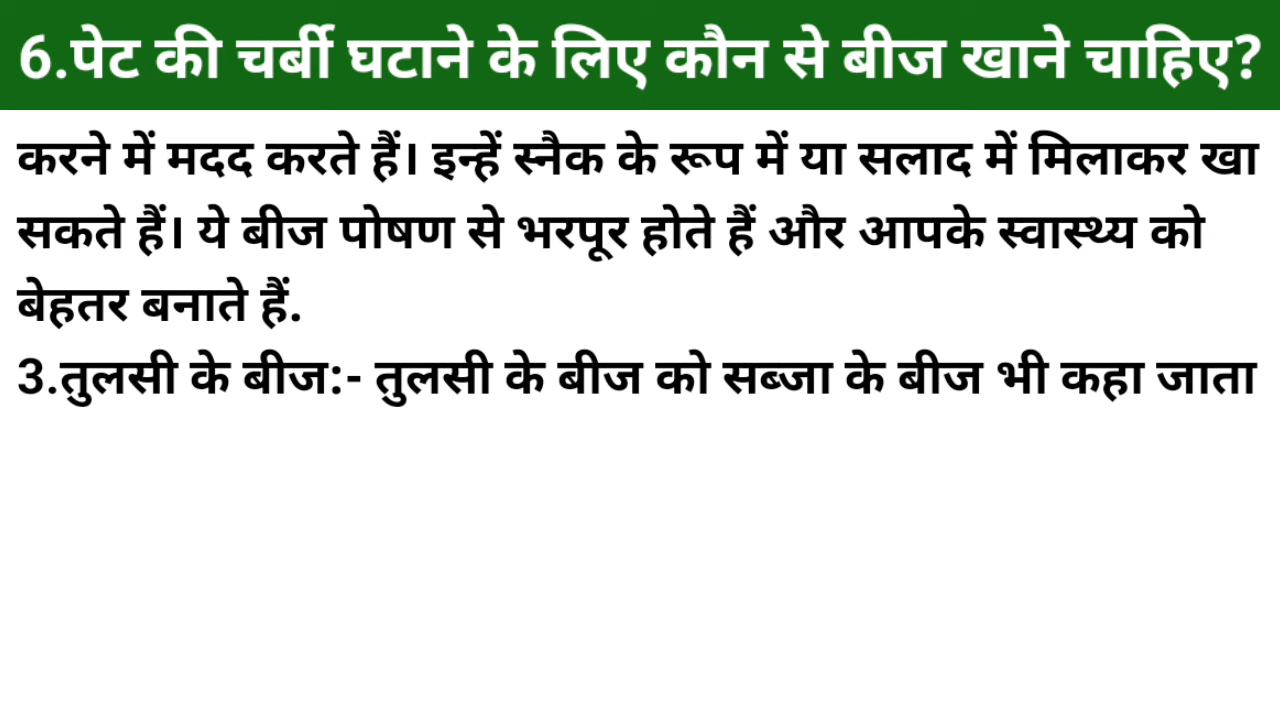 6.पेट की चर्बी घटाने के लिए कौन से बीज खाने चाहिए?
करने में मदद करते हैं। इन्हें स्नैक के रूप में या सलाद में मिलाकर खा
सकते हैं। ये बीज पोषण से भरपूर होते हैं और आपके स्वास्थ्य को
बेहतर बनाते हैं.
3.तुलसी के बीज:- तुलसी के बीज को सब्जा के बीज भी कहा जाता